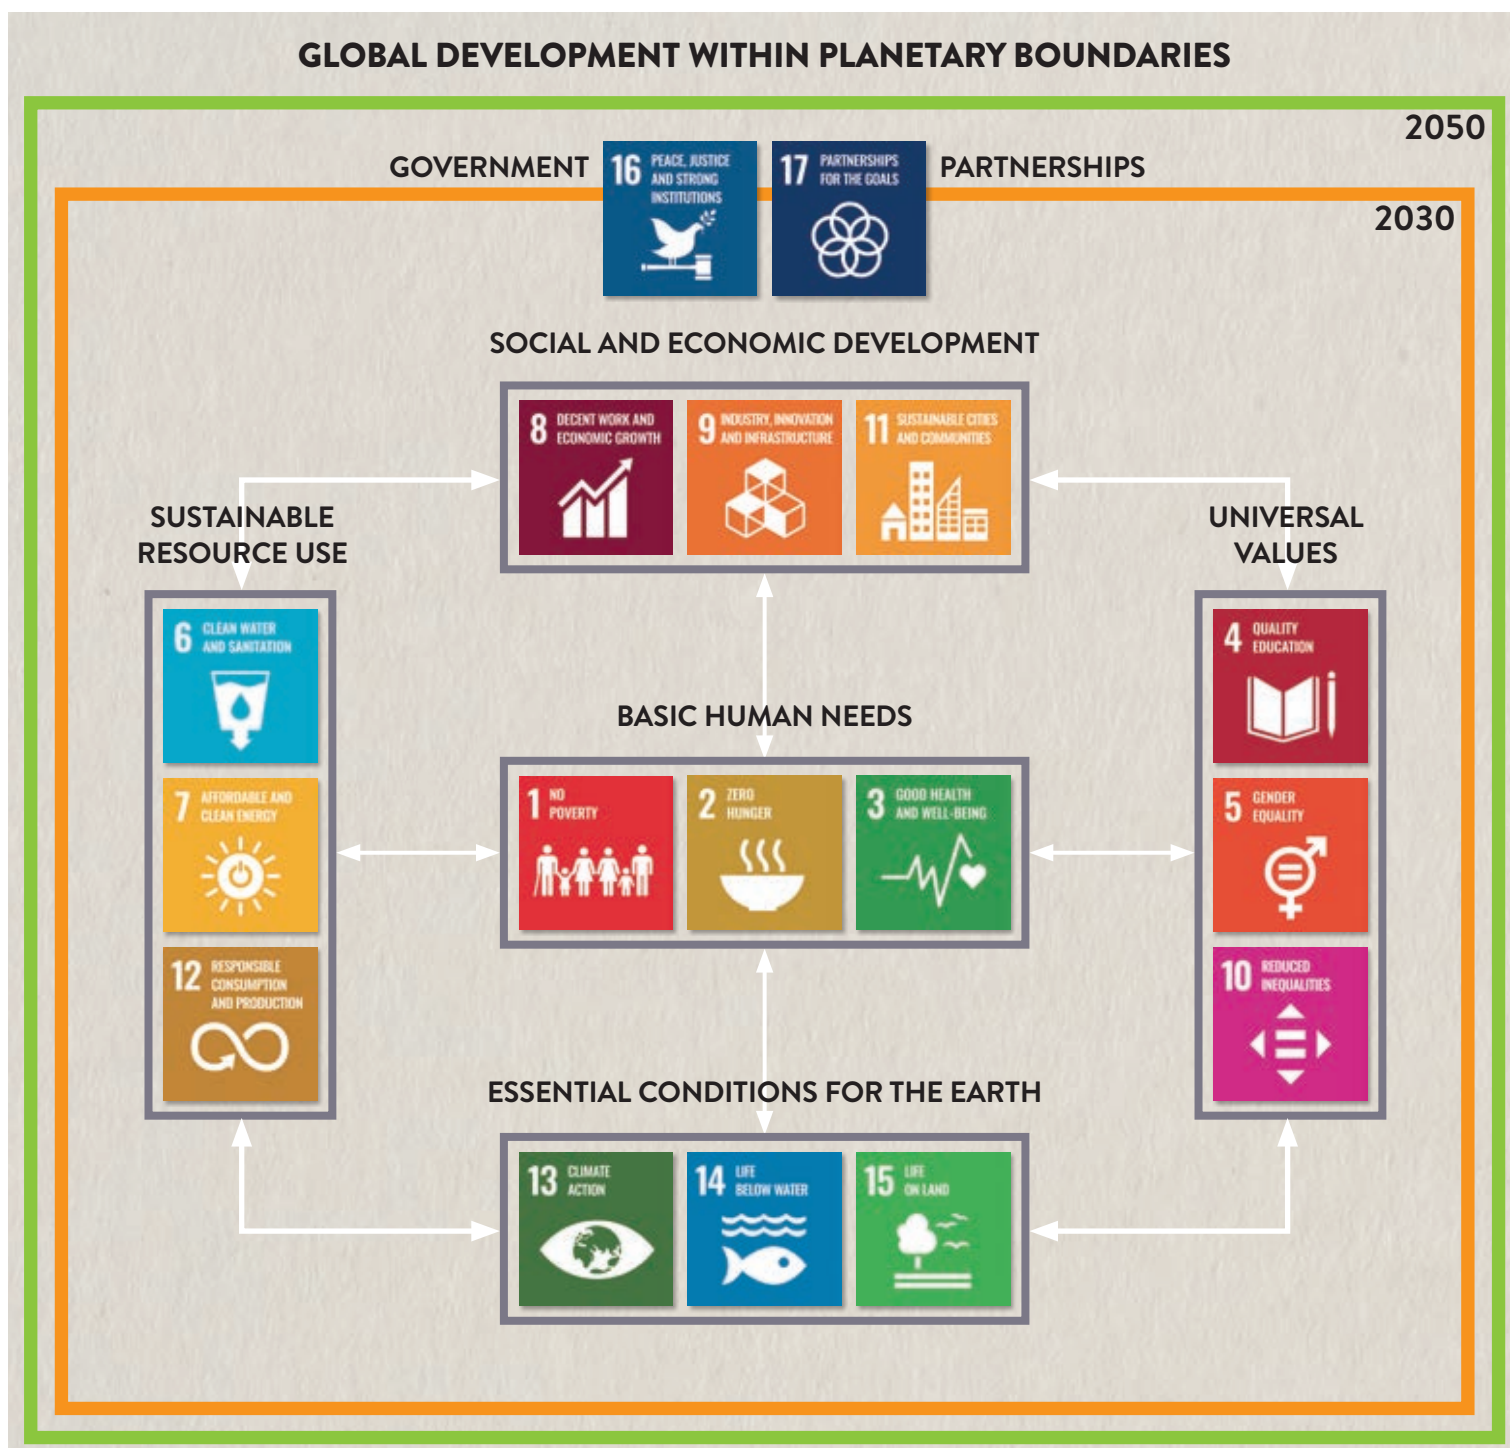 GLOBAL DEVELOPMENT WITHIN PLANETARY BOUNDARIES
2050
GOVERNMENT
16 PEACE, JUSTICE
AND STRONG
INSTITUTIONS
17 PARTNERSHIPS
FOR THE GOALS
PARTNERSHIPS
2030
SOCIAL AND ECONOMIC DEVELOPMENT
8 DECENT WORK AND
ECONOMIC GROWTH
9 INDUSTRY, INNOVATION
AND INFRASTRUCTURE
11 SUSTAINABLE CITIES
AND COMMUNITIES
SUSTAINABLE
RESOURCE USE
6 CLEAN WATER
AND SANITATION
7 AFFORDABLE AND
CLEAN ENERGY
12 RESPONSIBLE
CONSUMPTION
AND PRODUCTION
BASIC HUMAN NEEDS
1 NO
POVERTY
2 ZERO
HUNGER
3 GOOD HEALTH
AND WELL-BEING
UNIVERSAL
VALUES
4 QUALITY
EDUCATION
5 GENDER
EQUALITY
10 REDUCED
INEQUALITIES
ESSENTIAL CONDITIONS FOR THE EARTH
13 CLIMATE
ACTION
14 LIFE
BELOW WATER
15 LIFE
ON LAND